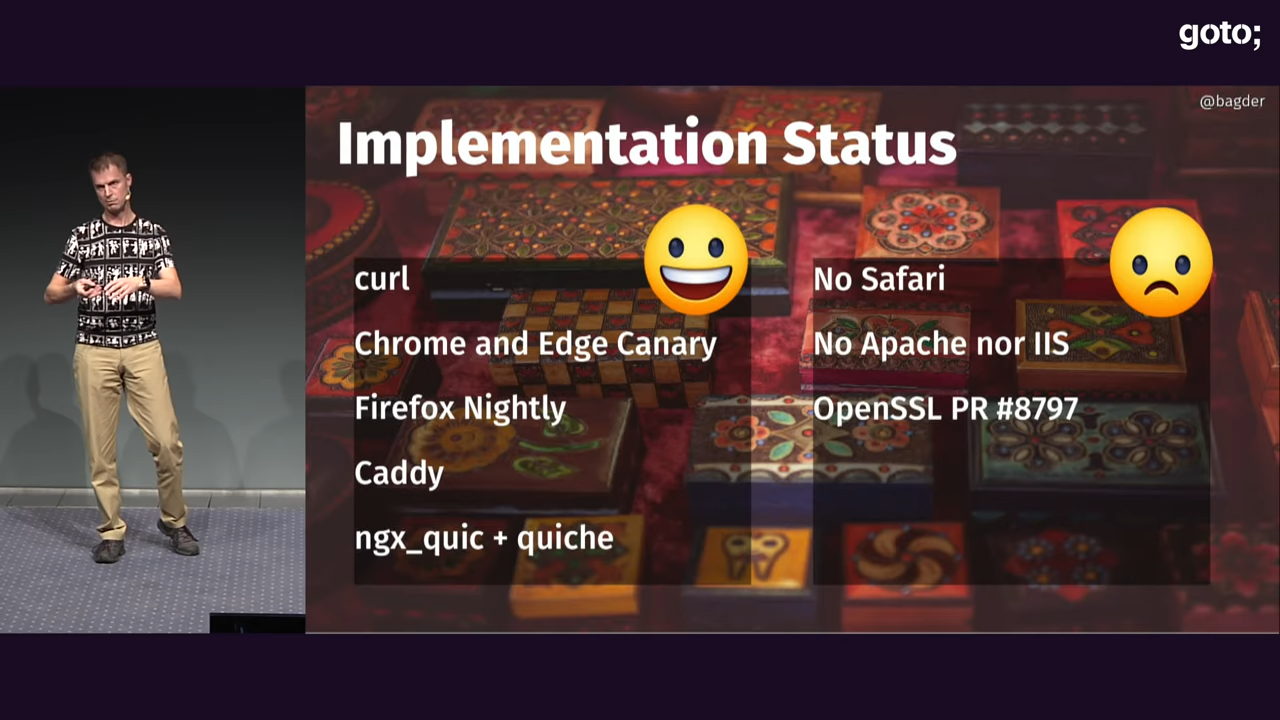 goto;
@bagder
Implementation Status
curl
Chrome and Edge Canary
Firefox Nightly
Caddy
ngx_quic + quiche
No Safari
No Apache nor IIS
OpenSSL PR #8797